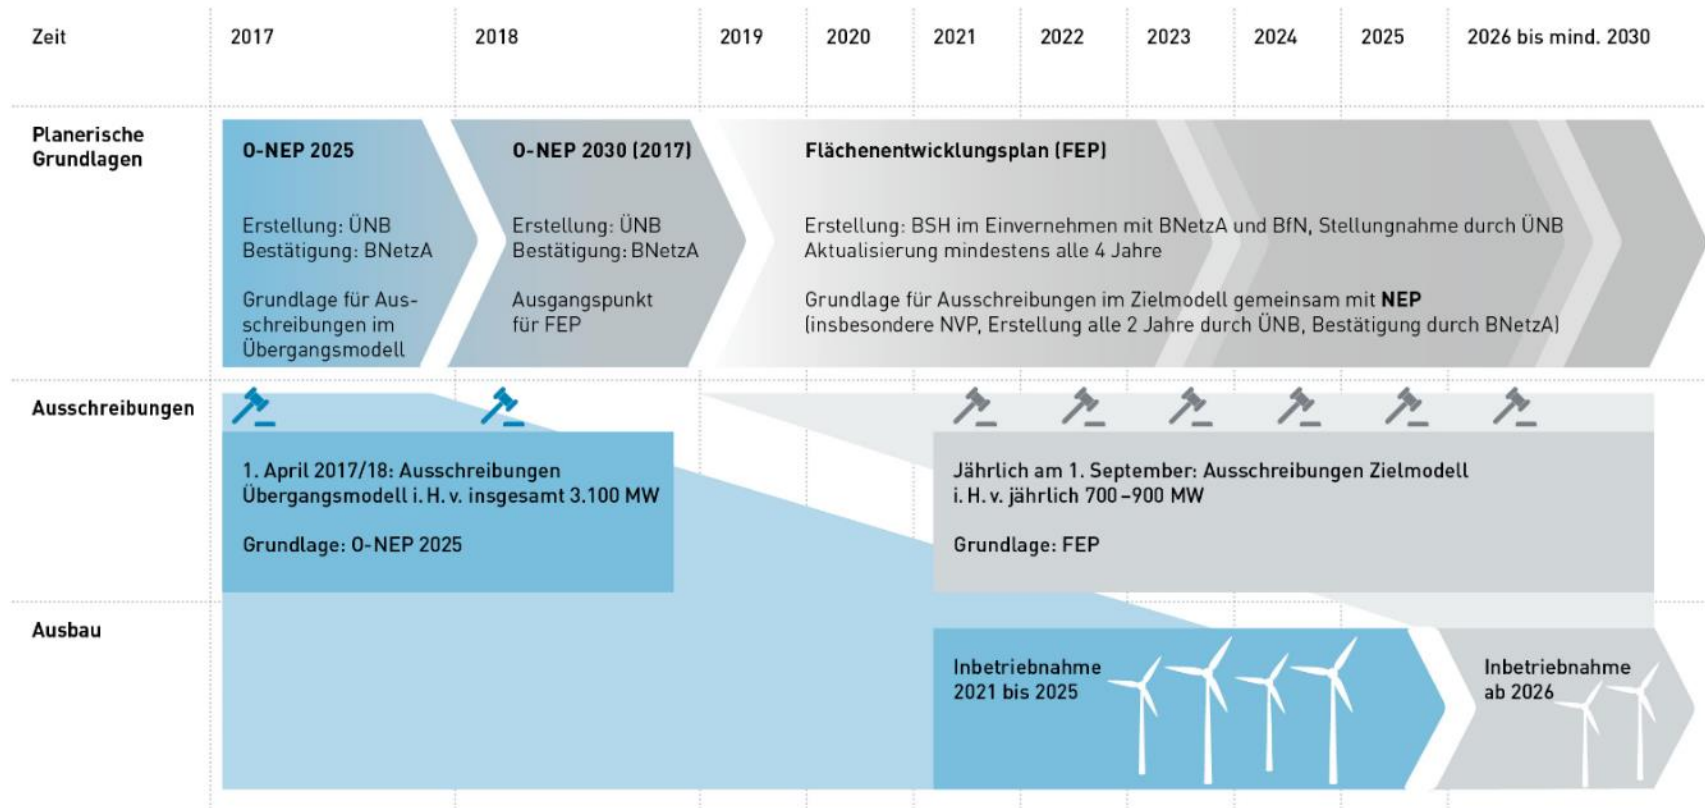 Zeit
2017
2018
2019
2020
2021
2022
2023
2024
2025
2026 bis mind. 2030
Planerische
Grundlagen
O-NEP 2025
Erstellung: ÜNB
Bestätigung: BNetzA
Grundlage für Aus-
schreibungen im
Übergangsmodell
O-NEP 2030 (2017)
Erstellung: ÜNB
Bestätigung: BNetzA
Ausgangspunkt
für FEP
Flächenentwicklungsplan (FEP)
Erstellung: BSH im Einvernehmen mit BNetzA und BfN, Stellungnahme durch ÜNB
Aktualisierung mindestens alle 4 Jahre
Grundlage für Ausschreibungen im Zielmodell gemeinsam mit NEP
(insbesondere NVP, Erstellung alle 2 Jahre durch ÜNB, Bestätigung durch BNetzA)
Ausschreibungen
1. April 2017/18: Ausschreibungen
Übergangsmodell i. H. v. insgesamt 3.100 MW
Grundlage: O-NEP 2025
Jährlich am 1. September: Ausschreibungen Zielmodell
i. H. v. jährlich 700 – 900 MW
Grundlage: FEP
Ausbau
Inbetriebnahme
2021 bis 2025
Inbetriebnahme
ab 2026